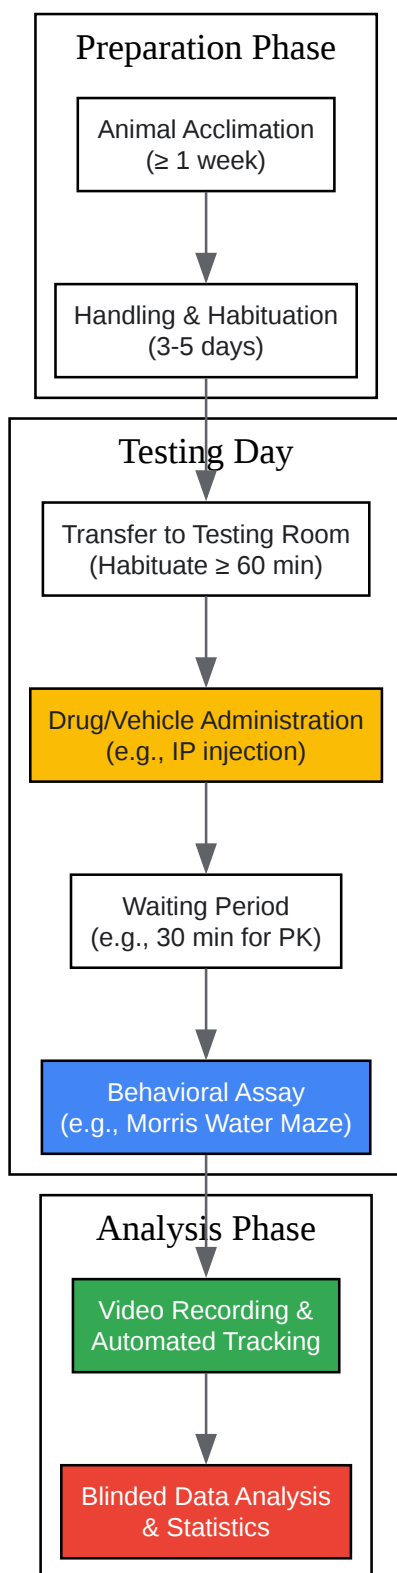 Preparation Phase
Animal Acclimation
(≥ 1 week)
Handling & Habituation
(3-5 days)
Testing Day
Transfer to Testing Room
(Habituate ≥ 60 min)
Drug/Vehicle Administration
(e.g., IP injection)
Waiting Period
(e.g., 30 min for PK)
Behavioral Assay
(e.g., Morris Water Maze)
Analysis Phase
Video Recording &
Automated Tracking
Blinded Data Analysis
& Statistics